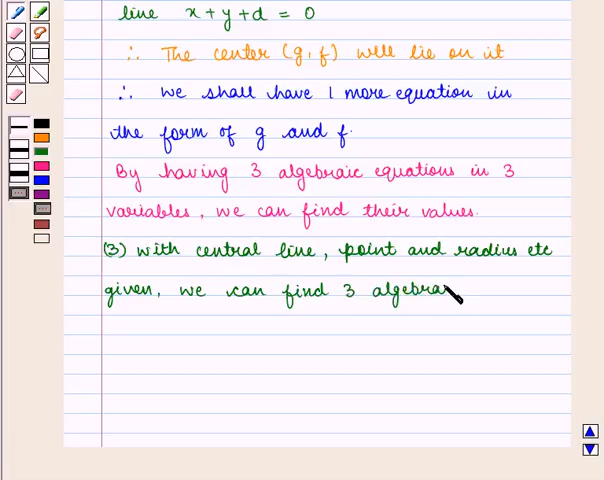 line x + y + d = 0
∴ The center (g, f) will lie on it
∴ we shall have 1 more equation in
the form of g and f.
By having 3 algebraic equations in 3
variables, we can find their values.
(3) with central line, point and radius etc
given, we can find 3 algebrai